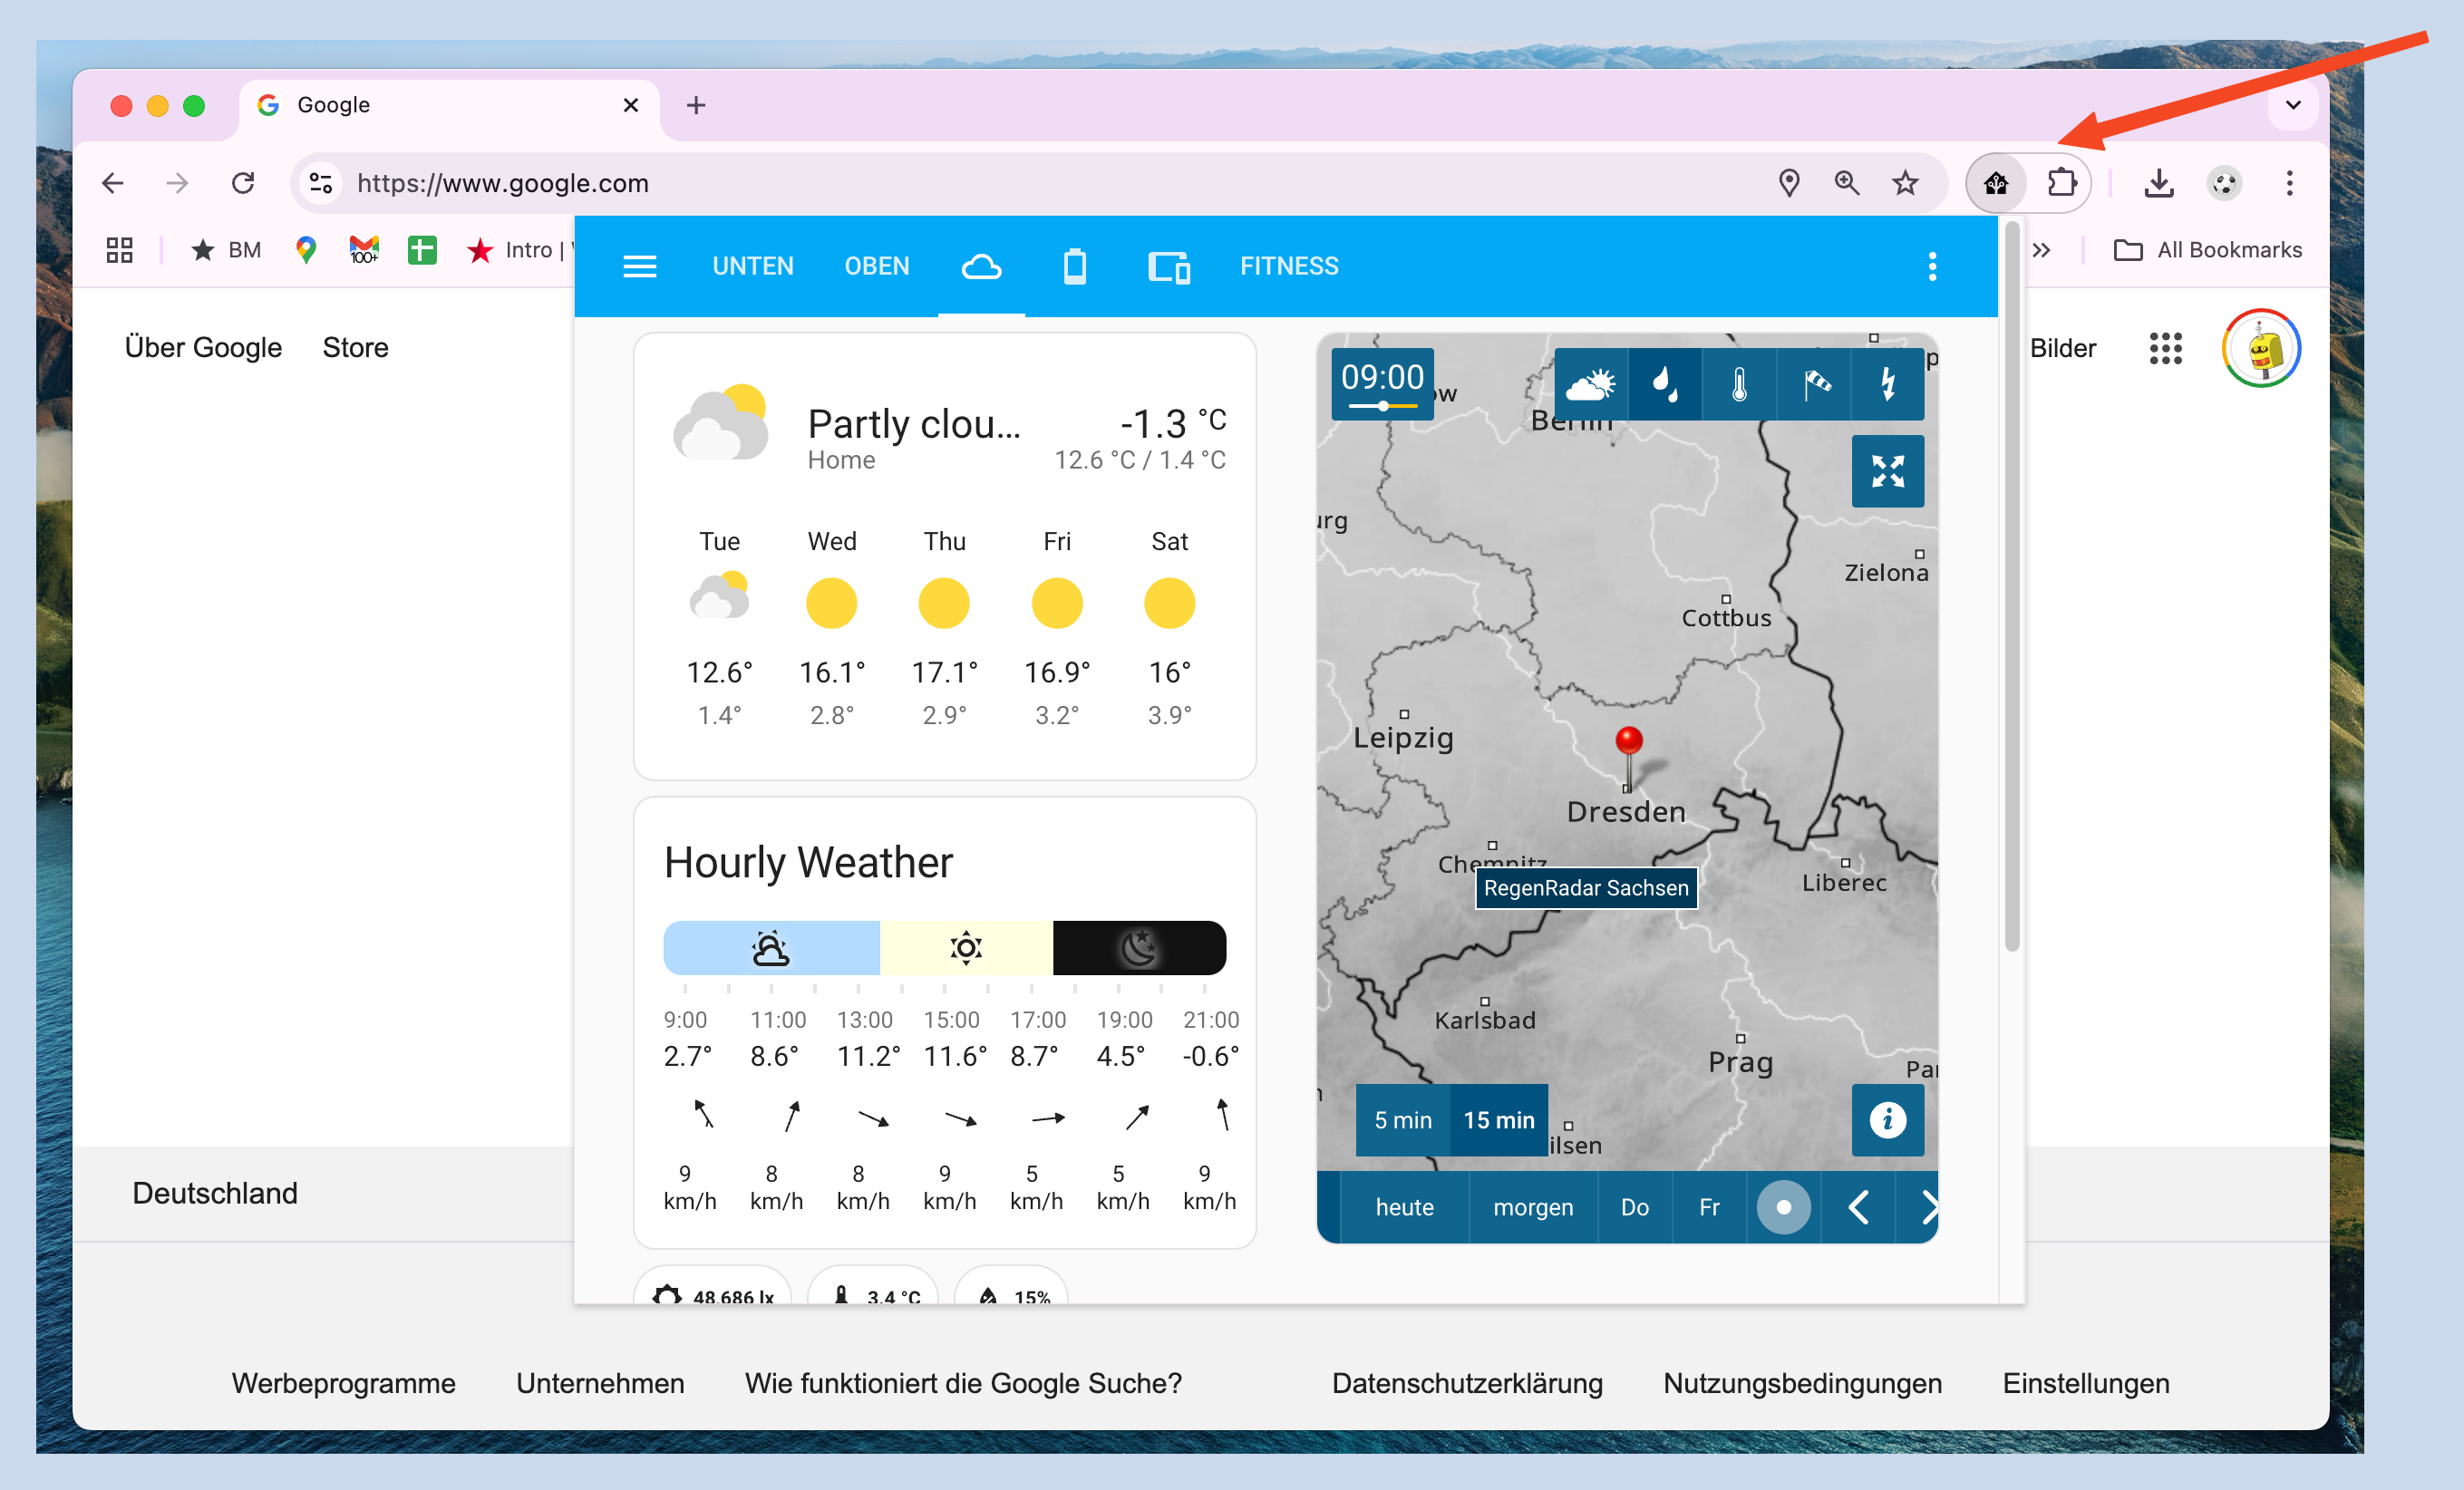 Google
https://www.google.com
BM
100+
Intro |
All Bookmarks
Über Google
Store
Bilder
UNTEN
OBEN
FITNESS
Partly clou...
-1.3 °C
Home
12.6 °C / 1.4 °C
Tue Wed Thu Fri Sat
12.6° 16.1° 17.1° 16.9° 16°
1.4° 2.8° 2.9° 3.2° 3.9°
Hourly Weather
9:00 11:00 13:00 15:00 17:00 19:00 21:00
2.7° 8.6° 11.2° 11.6° 8.7° 4.5° -0.6°
9 8 8 9 5 5 9
km/h km/h km/h km/h km/h km/h km/h
48.686 lx
3.4 °C
15%
09:00
ow
Berlin
urg
Zielona
Cottbus
Leipzig
Dresden
Chemnitz
RegenRadar Sachsen
Liberec
Karlsbad
Prag
Par
5 min
15 min
ilsen
heute
morgen
Do
Fr
Deutschland
Werbeprogramme
Unternehmen
Wie funktioniert die Google Suche?
Datenschutzerklärung
Nutzungsbedingungen
Einstellungen